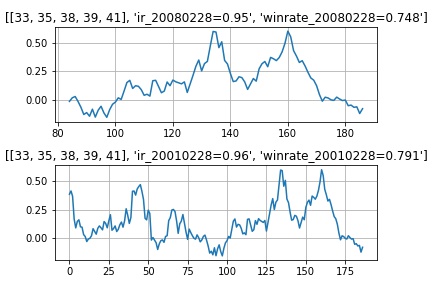 [[33, 35, 38, 39, 41], 'ir_20080228=0.95', 'winrate_20080228=0.748']
0.50
0.25
0.00
80 100 120 140 160 180
[[33, 35, 38, 39, 41], 'ir_20010228=0.96', 'winrate_20010228=0.791']
0.50
0.25
0.00
0 25 50 75 100 125 150 175